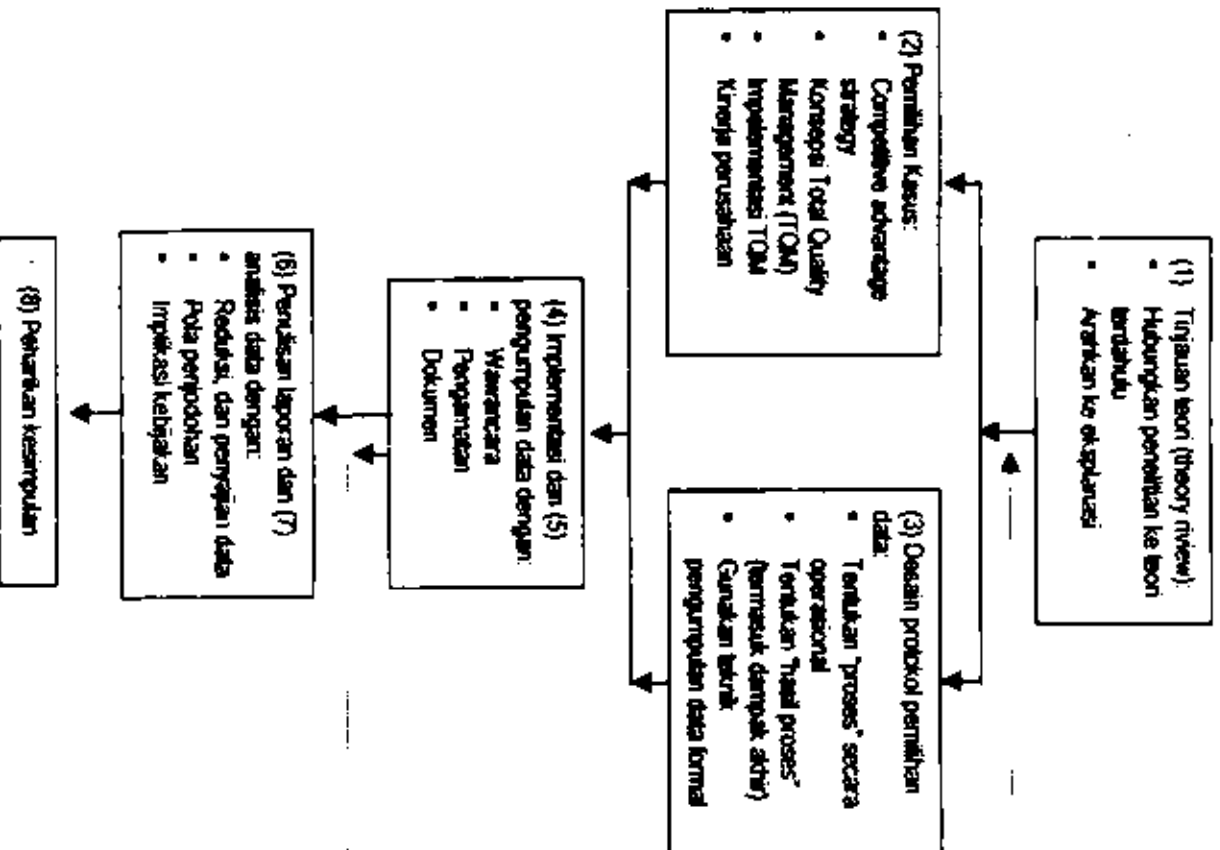 (1) Tinjauan teori (theory riview):
• Hubungkan penelitian ke teori
terdahulu
• Arahkan ke eksplanasi
(2) Pemilihan Kasus:
• Competitive advantage
strategy
• Konsepsi Total Quality
Management (TQM)
• Impelementasi TQM
• Kinerja perusahaan
(3) Desain protokol pemilihan
data:
• Tentukan "proses" secara
operasional
• Tentukan "hasil proses"
(termasuk dampak akhir)
• Gunakan teknik
pengumpulan data formal
(4) Implementasi dan (5)
pengumpulan data dengan:
• Wawancara
• Pengamatan
• Dokumen
(6) Penulisan laporan dan (7)
analisis data dengan:
• Reduksi, dan penyajian data
• Pola penjodohan
• Implikasi kebijakan
(8) Penarikan kesimpulan